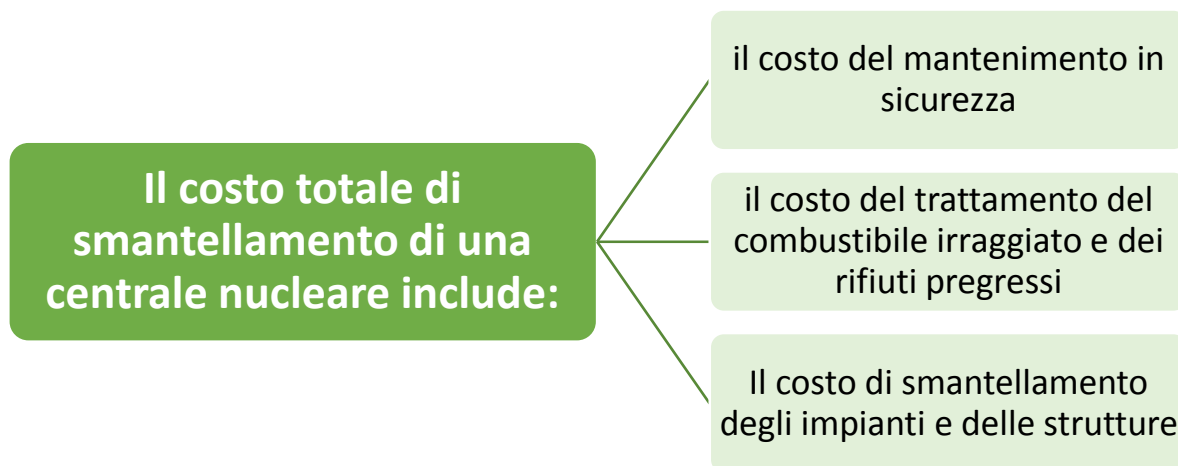 Il costo totale di
smantellamento di una
centrale nucleare include:
il costo del mantenimento in
sicurezza
il costo del trattamento del
combustibile irraggiato e dei
rifiuti pregressi
Il costo di smantellamento
degli impianti e delle strutture